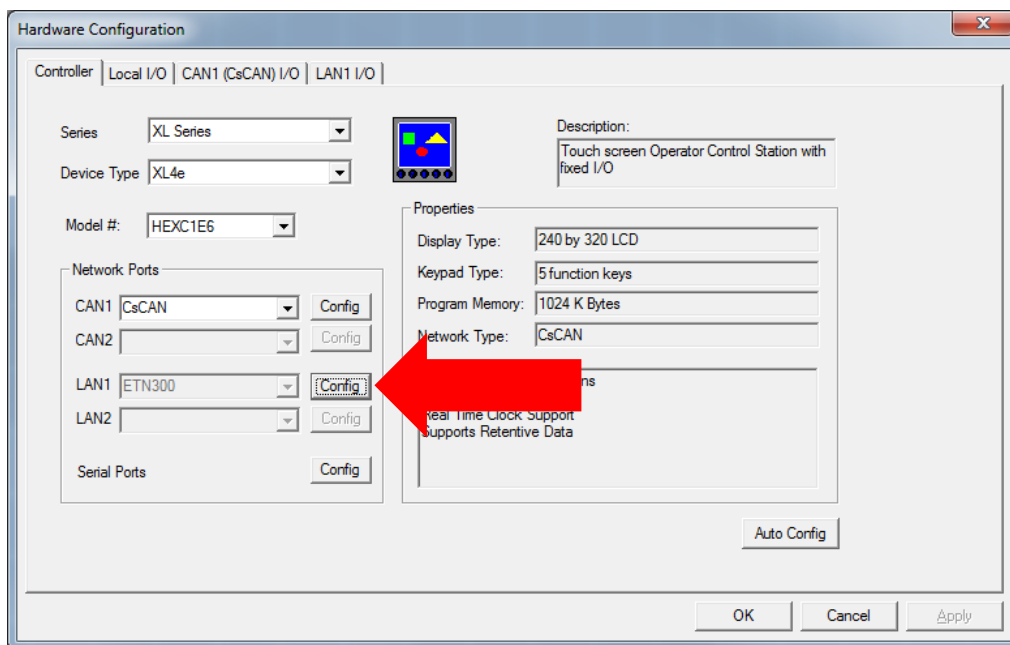 Hardware Configuration
Controller
Local I/O
CAN1 (CsCAN) I/O
LAN1 I/O
Series
XL Series
Device Type
XL4e
Model #:
HEXC1E6
Description:
Touch screen Operator Control Station with
fixed I/O
Network Ports
CAN1
CsCAN
Config
CAN2
Config
LAN1
ETN300
Config
LAN2
Config
Serial Ports
Config
Properties
Display Type:
240 by 320 LCD
Keypad Type:
5 function keys
Program Memory:
1024 K Bytes
Network Type:
CsCAN
Real Time Clock Support
Supports Retentive Data
Auto Config
OK
Cancel
Apply